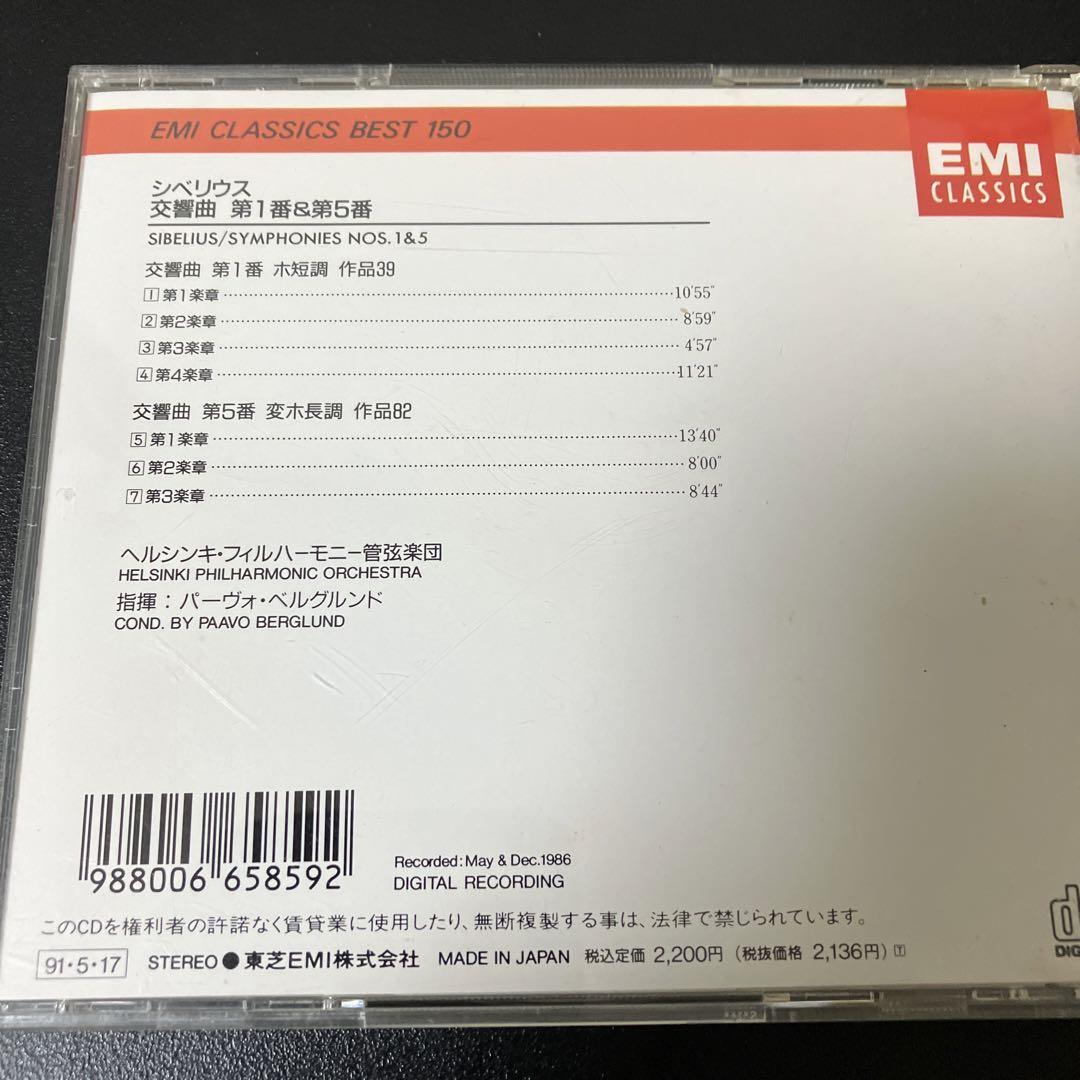 EMI CLASSICS BEST 150
EMI
CLASSICS
シベリウス
交響曲 第1番&第5番
SIBELIUS/SYMPHONIES NOS.1&5
交響曲 第1番 ホ短調 作品39
1 第1楽章 10'55"
2 第2楽章 8'59"
3 第3楽章 4'57"
4 第4楽章 11'21"
交響曲 第5番 変ホ長調 作品82
5 第1楽章 13'40"
6 第2楽章 8'00"
7 第3楽章 8'44"
ヘルシンキ・フィルハーモニー管弦楽団
HELSINKI PHILHARMONIC ORCHESTRA
指揮：パーヴォ・ベルグルンド
COND. BY PAAVO BERGLUND
988006 658592
Recorded: May & Dec.1986
DIGITAL RECORDING
このCDを権利者の許諾なく賃貸業に使用したり、無断複製する事は、法律で禁じられています。
91・5・17 STEREO ● 東芝EMI株式会社 MADE IN JAPAN 税込定価 2,200円（税抜価格 2,136円）T